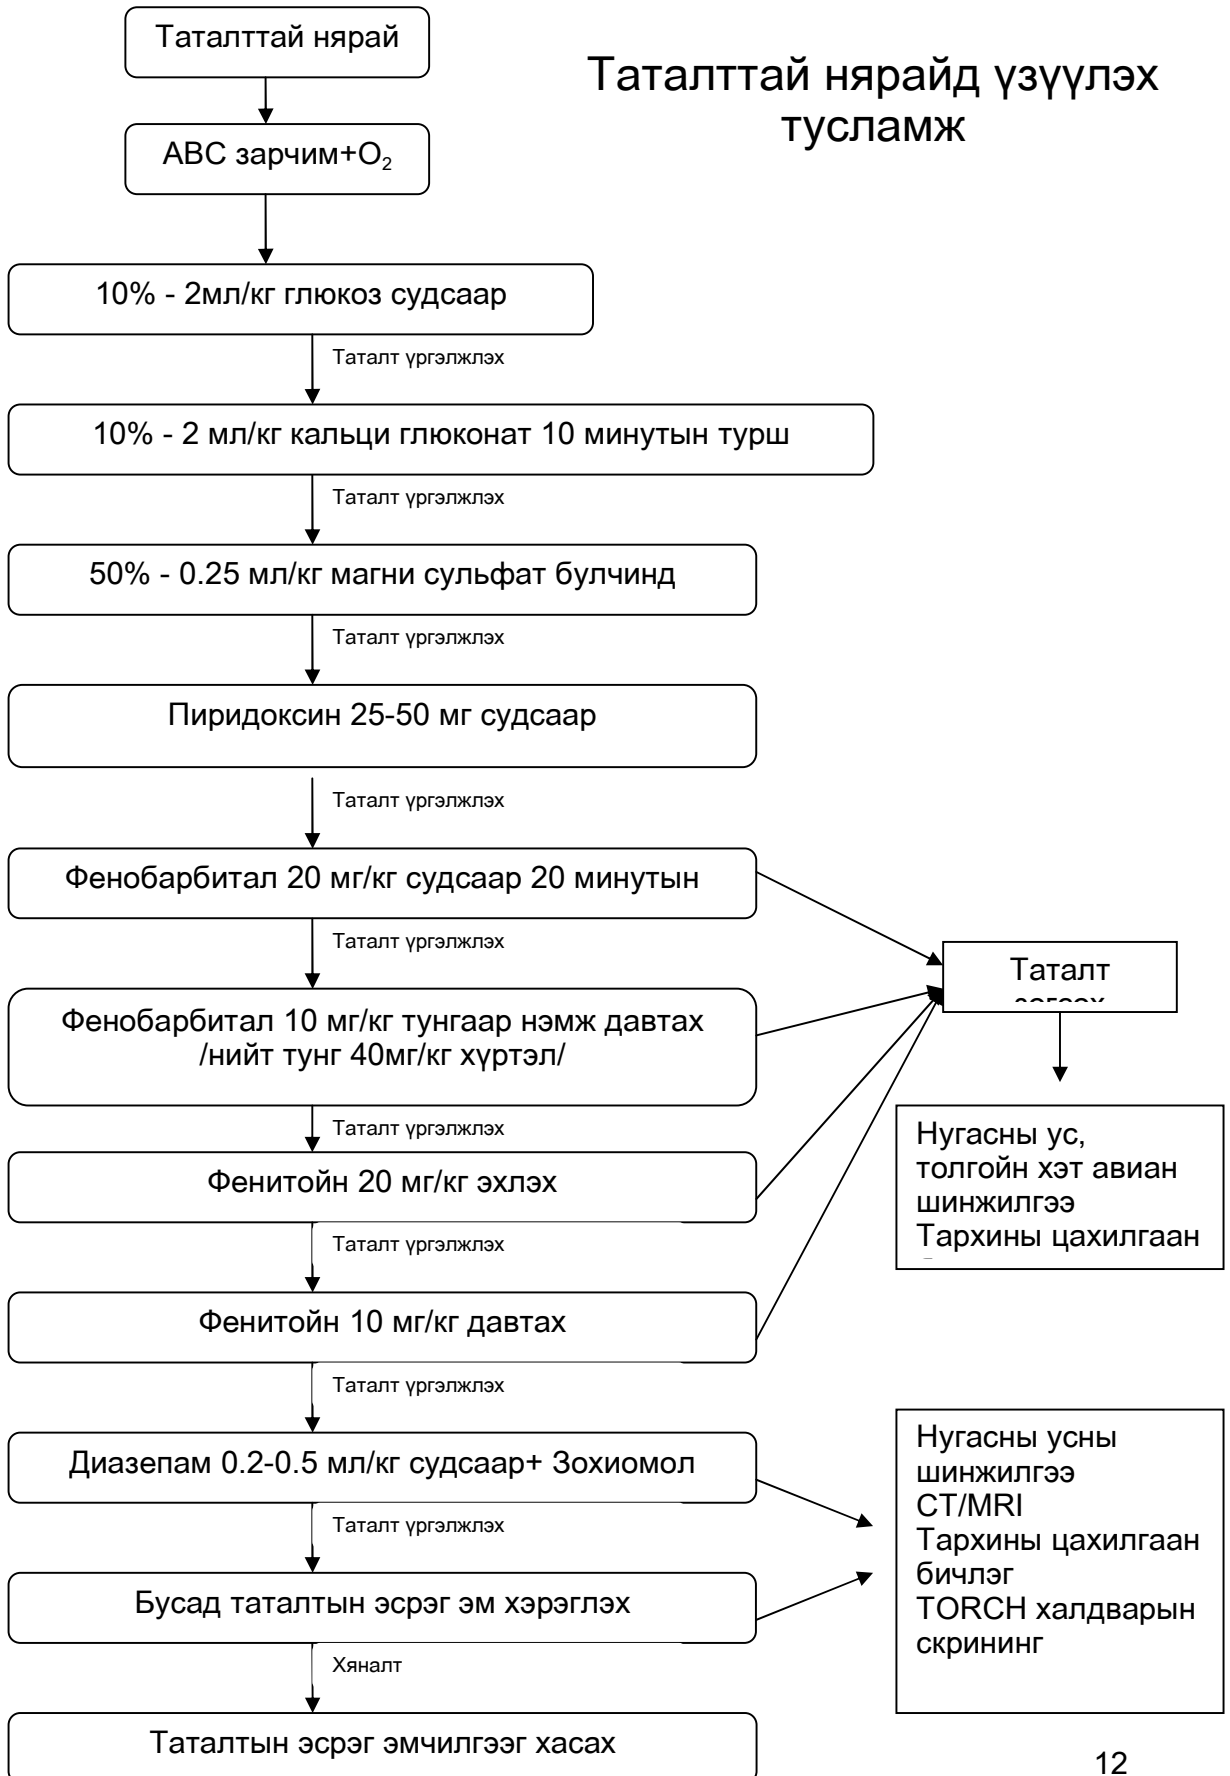 Таталттай нярай
Таталттай нярайд үзүүлэх
тусламж
АВС зарчим+О₂
10% - 2мл/кг глюкоз судсаар
Таталт үргэлжлэх
10% - 2 мл/кг кальци глюконат 10 минутын турш
Таталт үргэлжлэх
50% - 0.25 мл/кг магни сульфат булчинд
Таталт үргэлжлэх
Пиридоксин 25-50 мг судсаар
Таталт үргэлжлэх
Фенобарбитал 20 мг/кг судсаар 20 минутын
Таталт үргэлжлэх
Таталт
Фенобарбитал 10 мг/кг тунгаар нэмж давтах
/нийт тунг 40мг/кг хүртэл/
Таталт үргэлжлэх
Нугасны ус,
толгойн хэт авиан
шинжилгээ
Тархины цахилгаан
Фенитойн 20 мг/кг эхлэх
Таталт үргэлжлэх
Фенитойн 10 мг/кг давтах
Таталт үргэлжлэх
Диазепам 0.2-0.5 мл/кг судсаар+ Зохиомол
Таталт үргэлжлэх
Нугасны усны
шинжилгээ
CT/MRI
Тархины цахилгаан
бичлэг
TORCH халдварын
скрининг
Бусад таталтын эсрэг эм хэрэглэх
Хяналт
Таталтын эсрэг эмчилгээг хасах
12